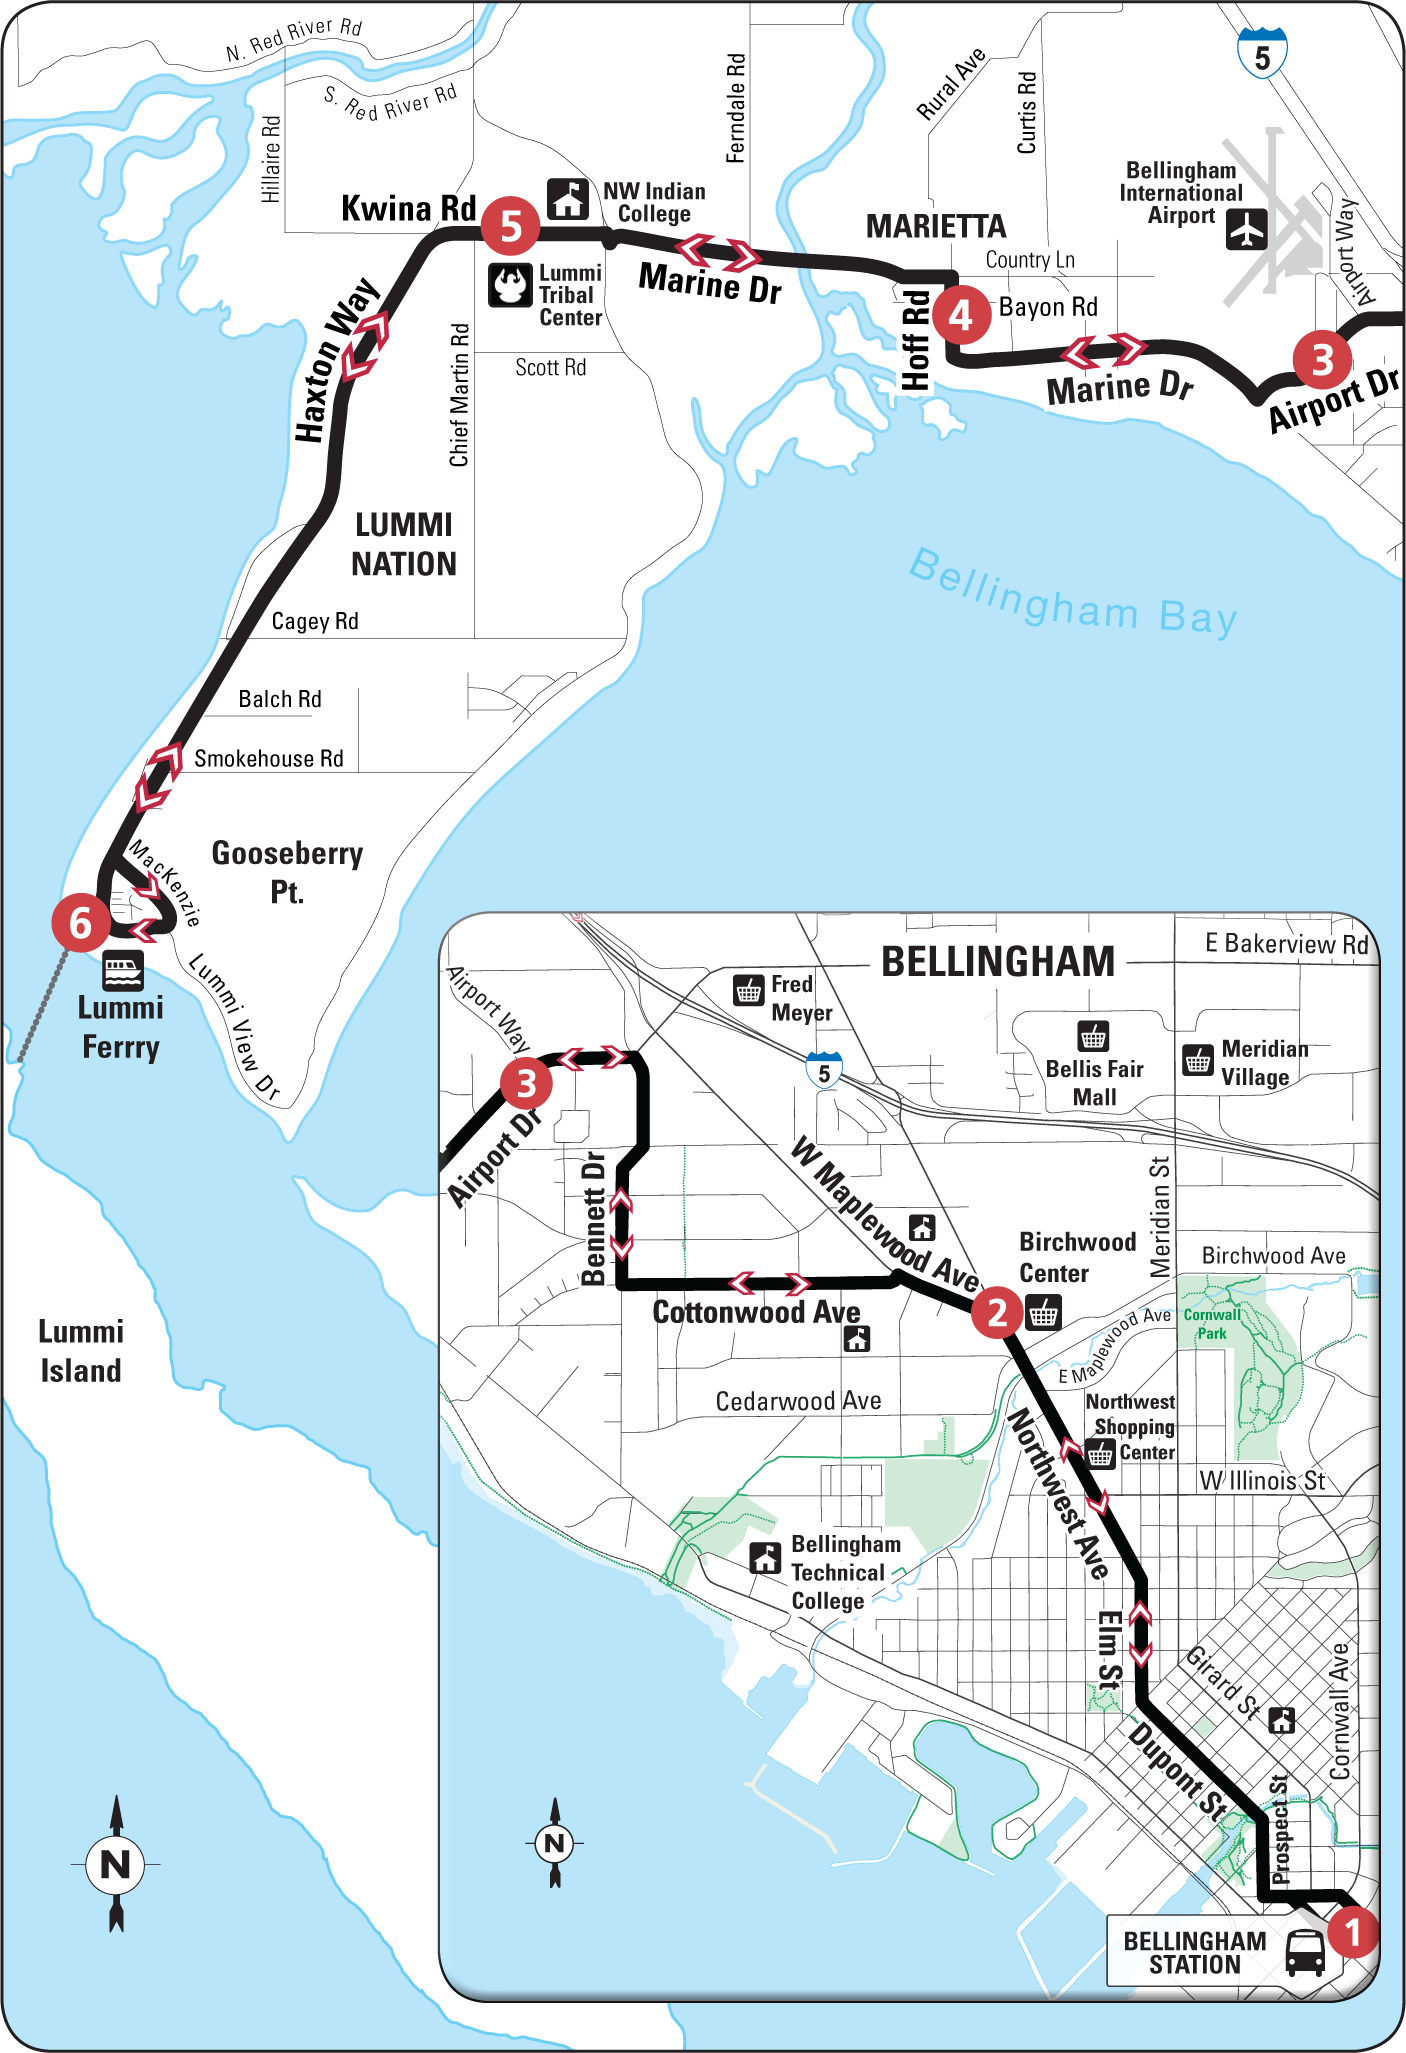 N. Red River Rd
S. Red River Rd
Hillaire Rd
Ferndale Rd
Rural Ave
Curtis Rd
5
Bellingham
International
Airport
Airport Way
Kwina Rd
5
NW Indian
College
MARIETTA
Country Ln
Lummi
Tribal
Center
Marine Dr
Hoff Rd
4
Bayon Rd
Marine Dr
3
Airport Dr
Haxton Way
Chief Martin Rd
Scott Rd
LUMMI
NATION
Bellingham Bay
Cagey Rd
Balch Rd
Smokehouse Rd
MacKenzie
Gooseberry
Pt.
6
Lummi
Ferrry
Lummi View Dr
Lummi
Island
N
BELLINGHAM
E Bakerview Rd
Fred
Meyer
Airport Way
3
Airport Dr
5
Bellis Fair
Mall
Meridian
Village
Bennett Dr
W Maplewood Ave
Meridian St
Birchwood
Center
Birchwood Ave
2
Cottonwood Ave
E Maplewood Ave
Cornwall
Park
Cedarwood Ave
Northwest
Shopping
Center
Northwest Ave
W Illinois St
Bellingham
Technical
College
Elm St
Girard St
Cornwall Ave
Dupont St
Prospect St
N
BELLINGHAM
STATION
1